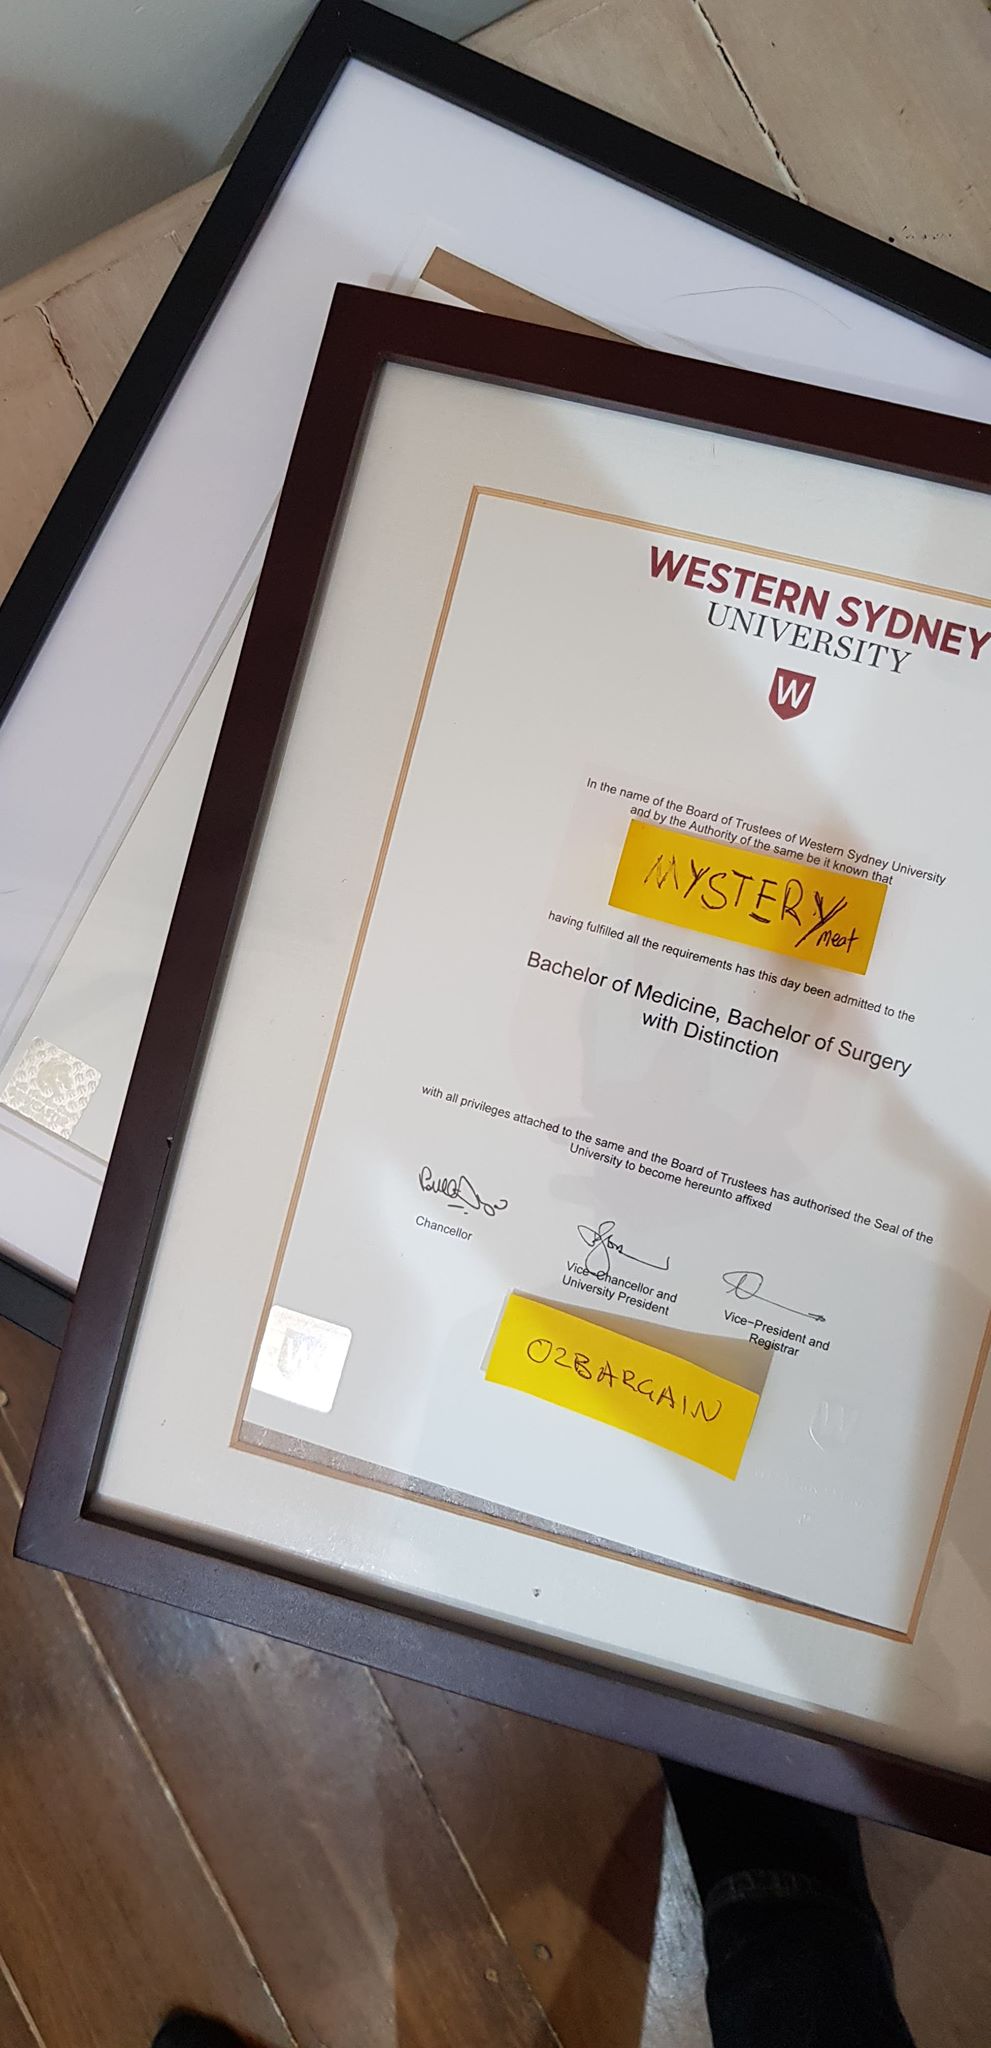 WESTERN SYDNEY
UNIVERSITY
W
In the name of the Board of Trustees of Western Sydney University
and by the Authority of the same be it known that
MYSTERY meat
having fulfilled all the requirements has this day been admitted to the
Bachelor of Medicine, Bachelor of Surgery
with Distinction
with all privileges attached to the same and the Board of Trustees has authorised the Seal of the
University to become hereunto affixed
Chancellor
Vice-Chancellor and
University President
Vice-President and
Registrar
OZBARGAIN